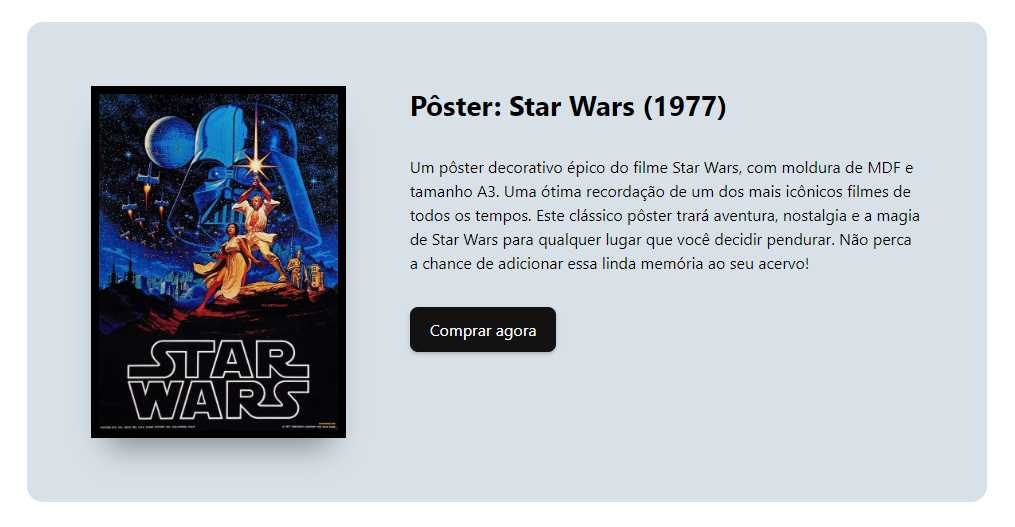 STAR
WARS
Pôster: Star Wars (1977)
Um pôster decorativo épico do filme Star Wars, com moldura de MDF e
tamanho A3. Uma ótima recordação de um dos mais icônicos filmes de
todos os tempos. Este clássico pôster trará aventura, nostalgia e a magia
de Star Wars para qualquer lugar que você decidir pendurar. Não perca
a chance de adicionar essa linda memória ao seu acervo!
Comprar agora